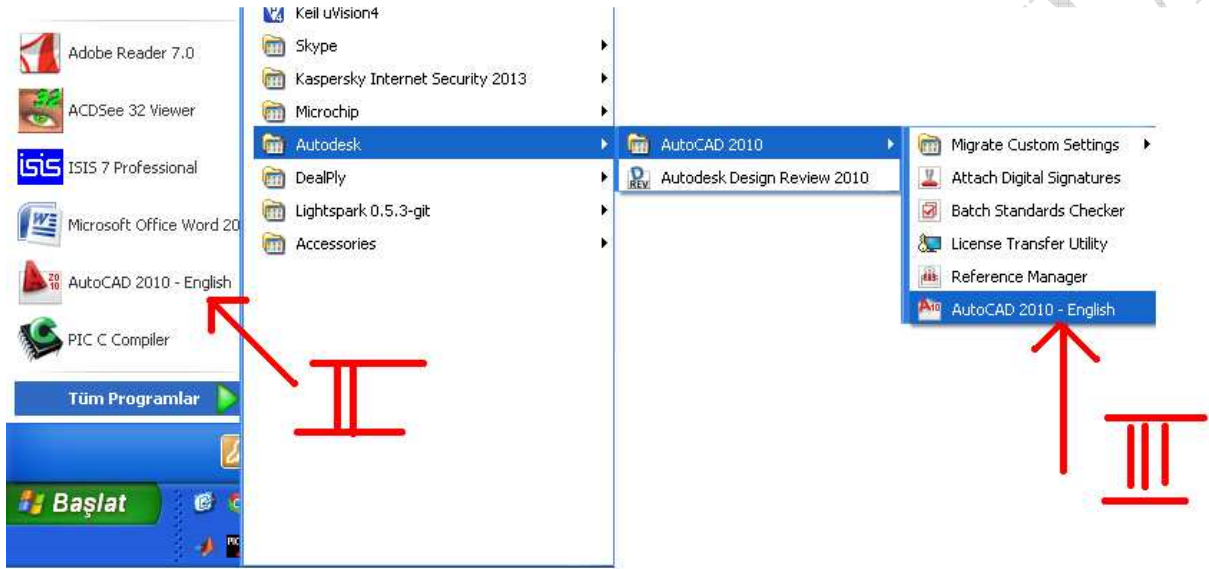 Adobe Reader 7.0
ACDSee 32 Viewer
ISIS 7 Professional
Microsoft Office Word 20
AutoCAD 2010 - English
PIC C Compiler
Tüm Programlar
Başlat
Keil uVision4
Skype
Kaspersky Internet Security 2013
Microchip
Autodesk
DealPly
Lightspark 0.5.3-git
Accessories
AutoCAD 2010
Autodesk Design Review 2010
Migrate Custom Settings
Attach Digital Signatures
Batch Standards Checker
License Transfer Utility
Reference Manager
AutoCAD 2010 - English
II
III